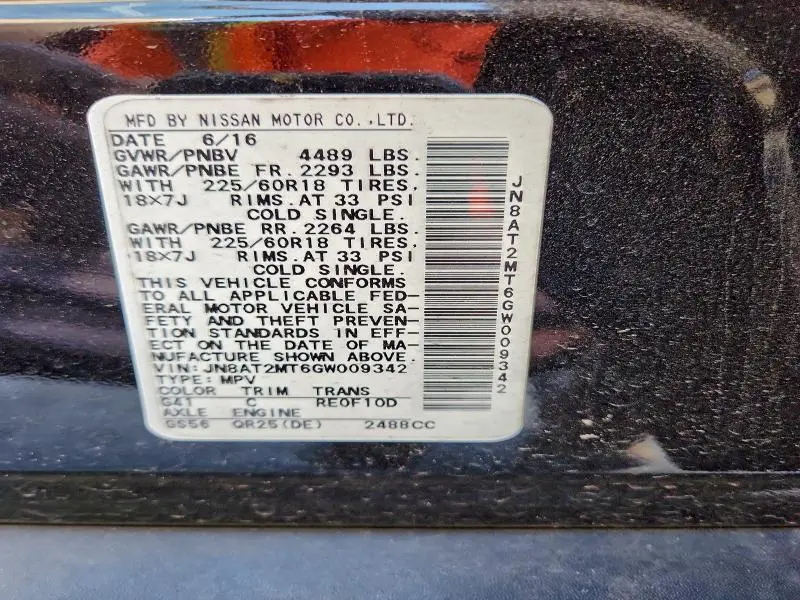 MFD BY NISSAN MOTOR CO.,LTD.
DATE 6/16
GVWR/PNBV 4489 LBS.
GAWR/PNBE FR. 2293 LBS.
WITH 225/60R18 TIRES,
18×7J RIMS.AT 33 PSI
COLD SINGLE.
GAWR/PNBE RR. 2264 LBS.
WITH 225/60R18 TIRES,
18×7J RIMS.AT 33 PSI
COLD SINGLE.
THIS VEHICLE CONFORMS
TO ALL APPLICABLE FED-
ERAL MOTOR VEHICLE SA-
FETY AND THEFT PREVEN-
TION STANDARDS IN EFF-
ECT ON THE DATE OF MA-
NUFACTURE SHOWN ABOVE.
VIN: JN8AT2MT6GW009342
TYPE: MPV
COLOR TRIM TRANS
G41 C RE0F10D
AXLE ENGINE
GS56 QR25(DE) 2488CC
JN8AT2MT6GW009342